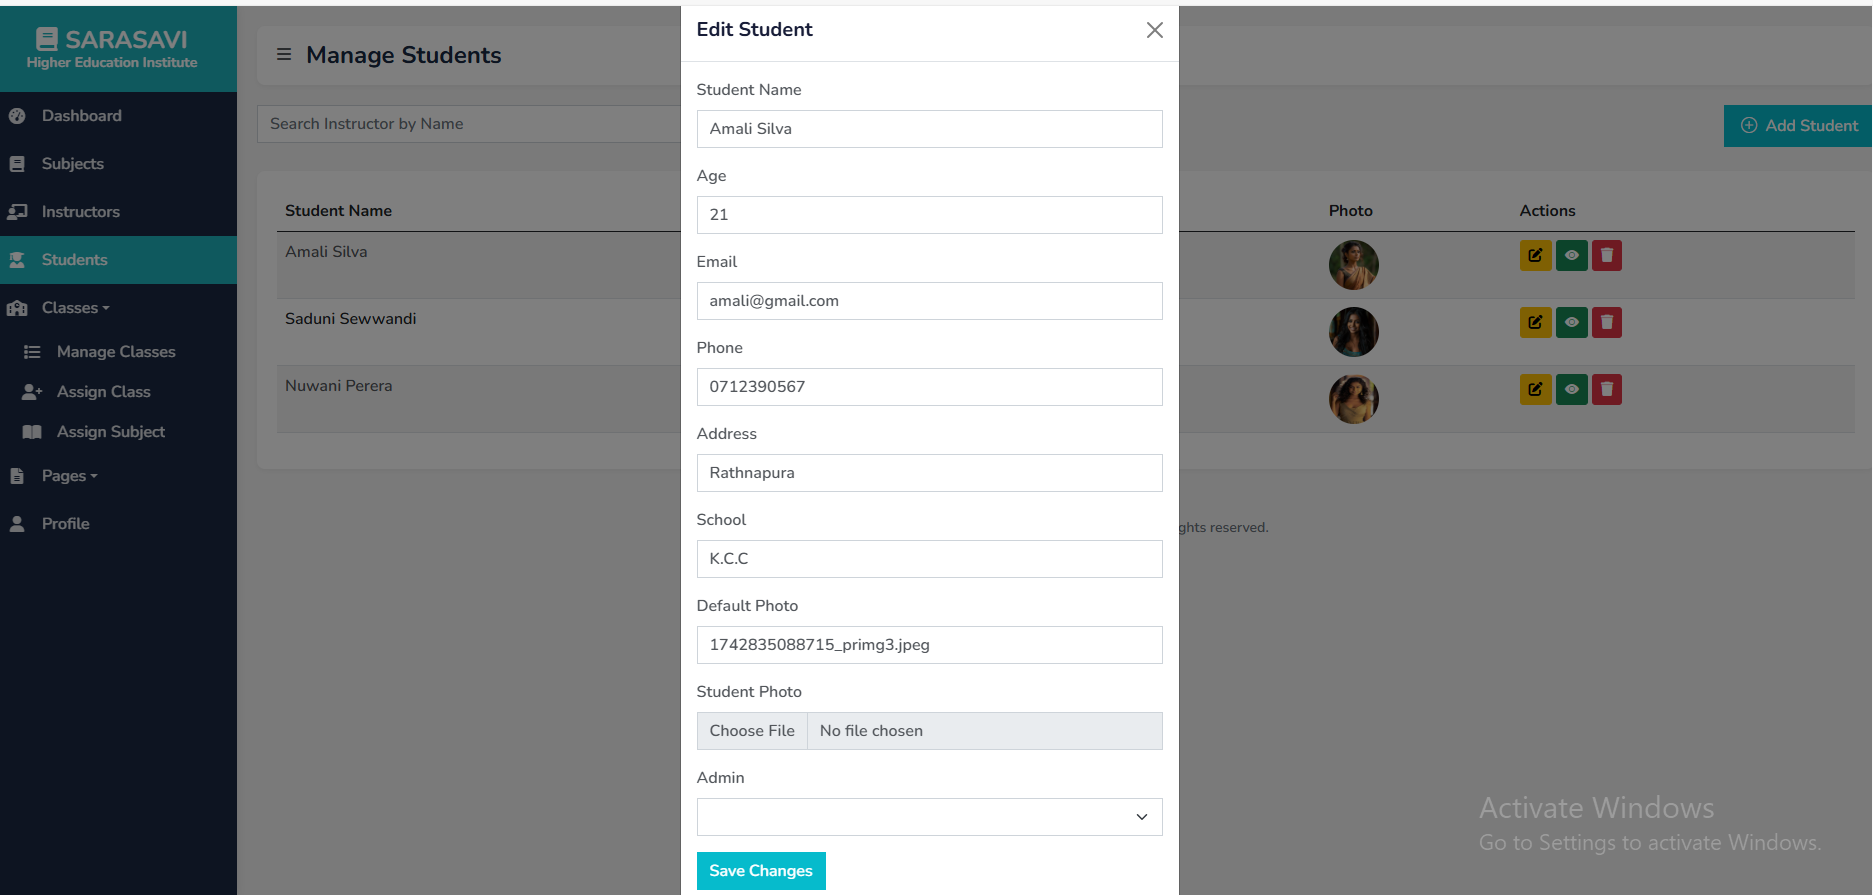 SARASAVI
Higher Education Institute
Dashboard
Subjects
Instructors
Students
Classes
Manage Classes
Assign Class
Assign Subject
Pages
Profile
Manage Students
Search Instructor by Name
Add Student
Student Name
Photo
Actions
Amali Silva
Saduni Sewwandi
Nuwani Perera
reserved.
Edit Student
Student Name
Amali Silva
Age
21
Email
amali@gmail.com
Phone
0712390567
Address
Rathnapura
School
K.C.C
Default Photo
1742835088715_primg3.jpeg
Student Photo
Choose File No file chosen
Admin
Save Changes
Activate Windows
Go to Settings to activate Windows.